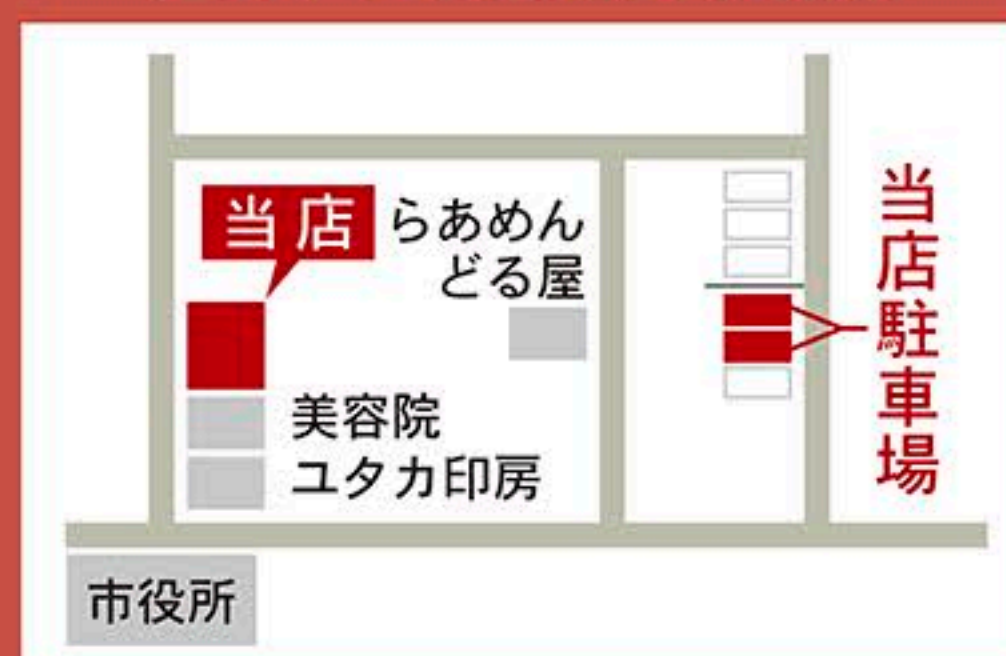 当店
らあめん
どる屋
美容院
ユタカ印房
市役所
当店駐車場